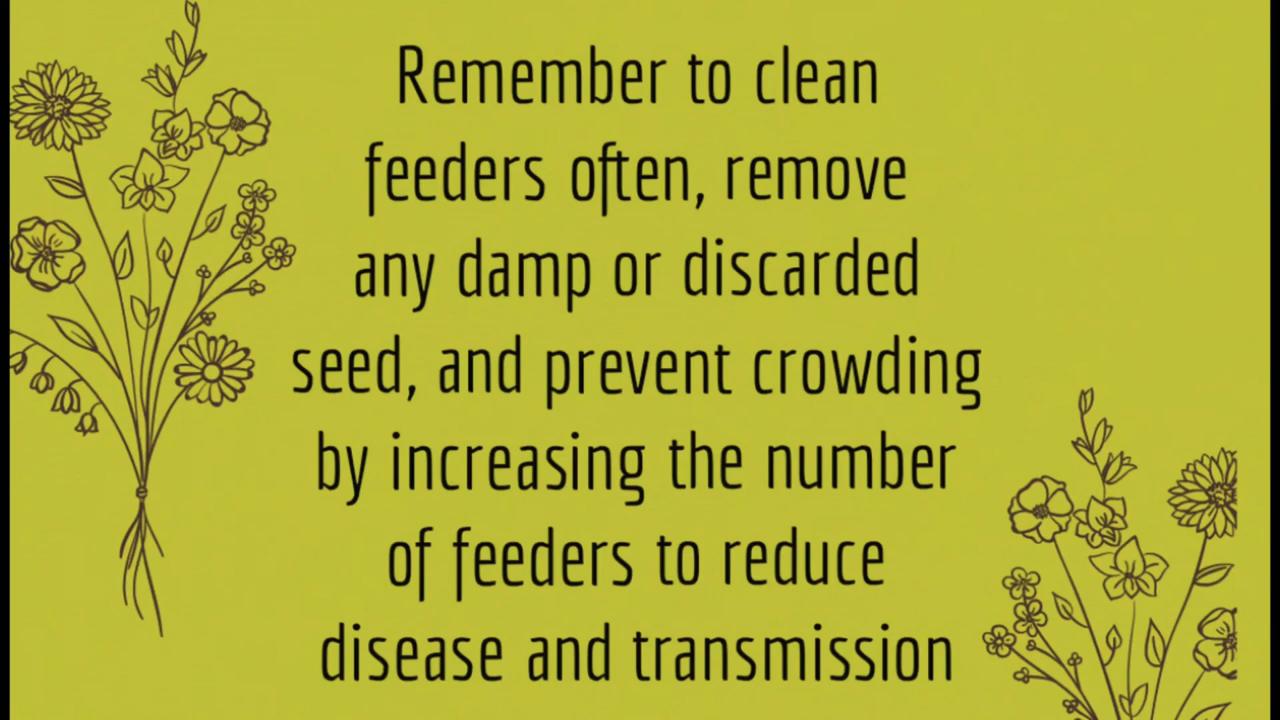 Remember to clean
feeders often, remove
any damp or discarded
seed, and prevent crowding
by increasing the number
of feeders to reduce
disease and transmission